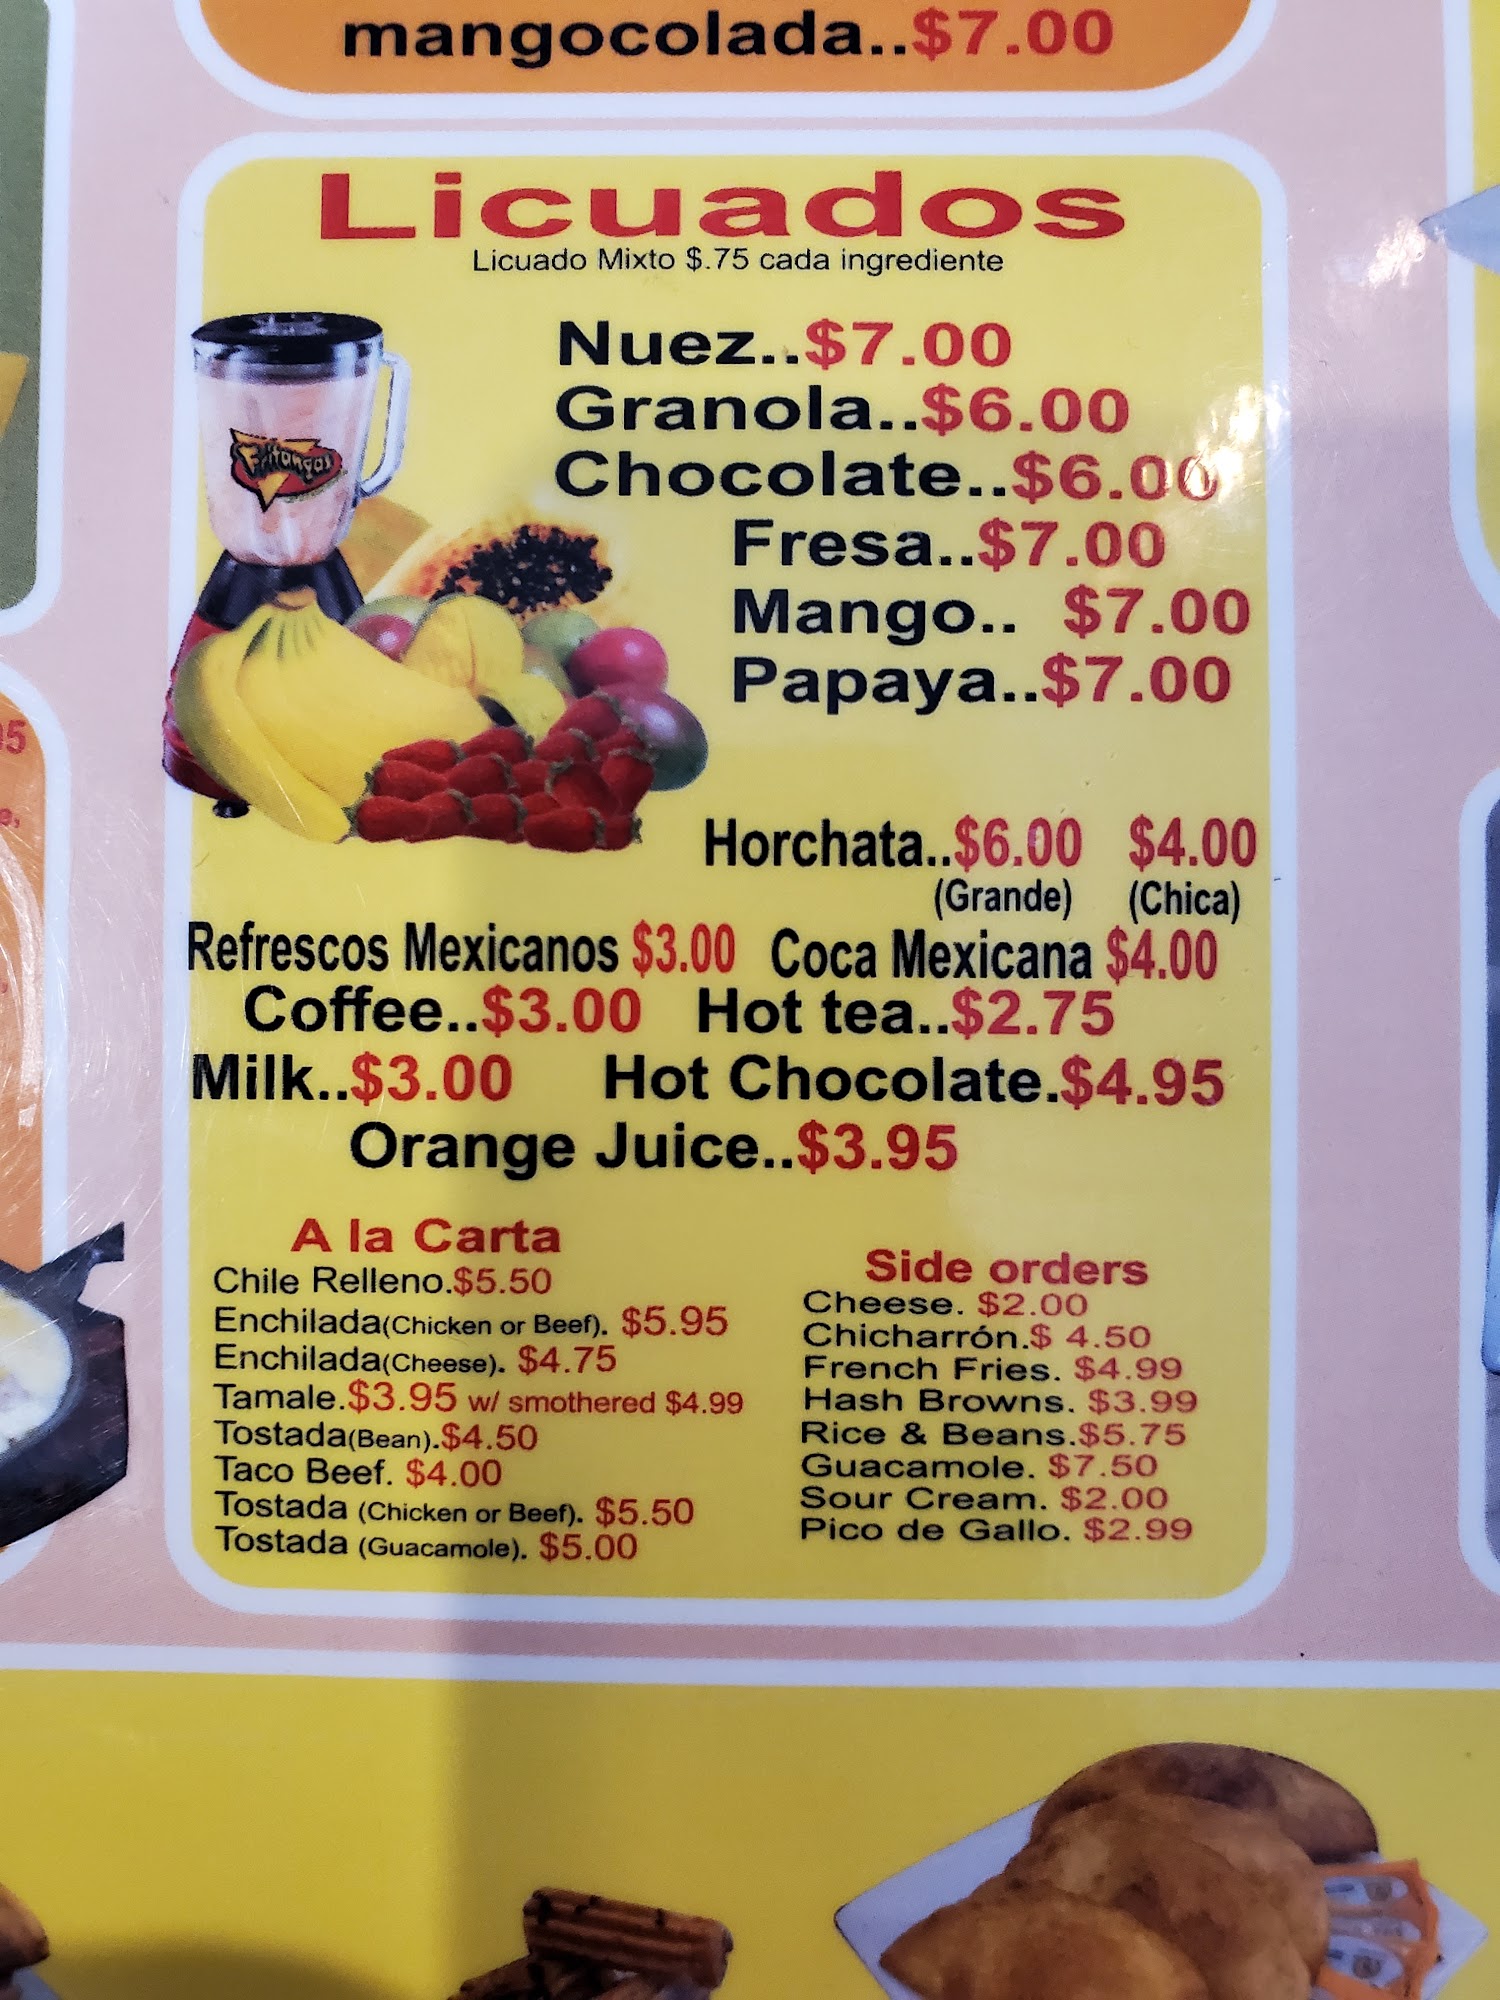 mangocolada..$7.00
Licuados
Licuado Mixto $.75 cada ingrediente
Nuez..$7.00
Granola..$6.00
Chocolate..$6.00
Fresa..$7.00
Mango.. $7.00
Papaya..$7.00
Fritangas
Horchata..$6.00 $4.00
(Grande) (Chica)
Refrescos Mexicanos $3.00 Coca Mexicana $4.00
Coffee..$3.00 Hot tea..$2.75
Milk..$3.00 Hot Chocolate.$4.95
Orange Juice..$3.95
A la Carta
Chile Relleno.$5.50
Enchilada(Chicken or Beef). $5.95
Enchilada(Cheese). $4.75
Tamale.$3.95 w/ smothered $4.99
Tostada(Bean).$4.50
Taco Beef. $4.00
Tostada (Chicken or Beef). $5.50
Tostada (Guacamole). $5.00
Side orders
Cheese. $2.00
Chicharrón.$ 4.50
French Fries. $4.99
Hash Browns. $3.99
Rice & Beans.$5.75
Guacamole. $7.50
Sour Cream. $2.00
Pico de Gallo. $2.99